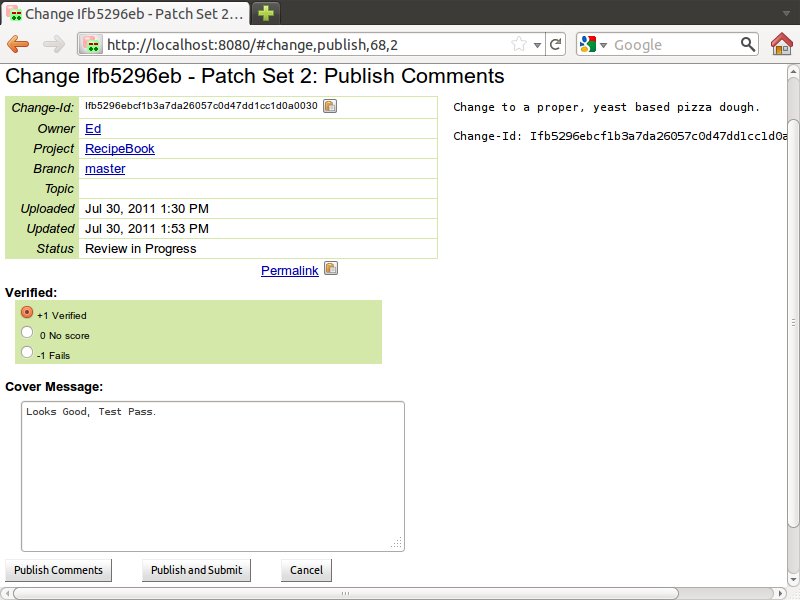 Change Ifb5296eb - Patch Set 2...
http://localhost:8080/#change,publish,68,2
Google
Change Ifb5296eb - Patch Set 2: Publish Comments
Change-Id: Ifb5296ebcf1b3a7da26057c0d47dd1cc1d0a0030
Owner Ed
Project RecipeBook
Branch master
Topic
Uploaded Jul 30, 2011 1:30 PM
Updated Jul 30, 2011 1:53 PM
Status Review in Progress
Permalink
Change to a proper, yeast based pizza dough.
Change-Id: Ifb5296ebcf1b3a7da26057c0d47dd1cc1d0a
Verified:
+1 Verified
0 No score
-1 Fails
Cover Message:
Looks Good, Test Pass.
Publish Comments Publish and Submit Cancel